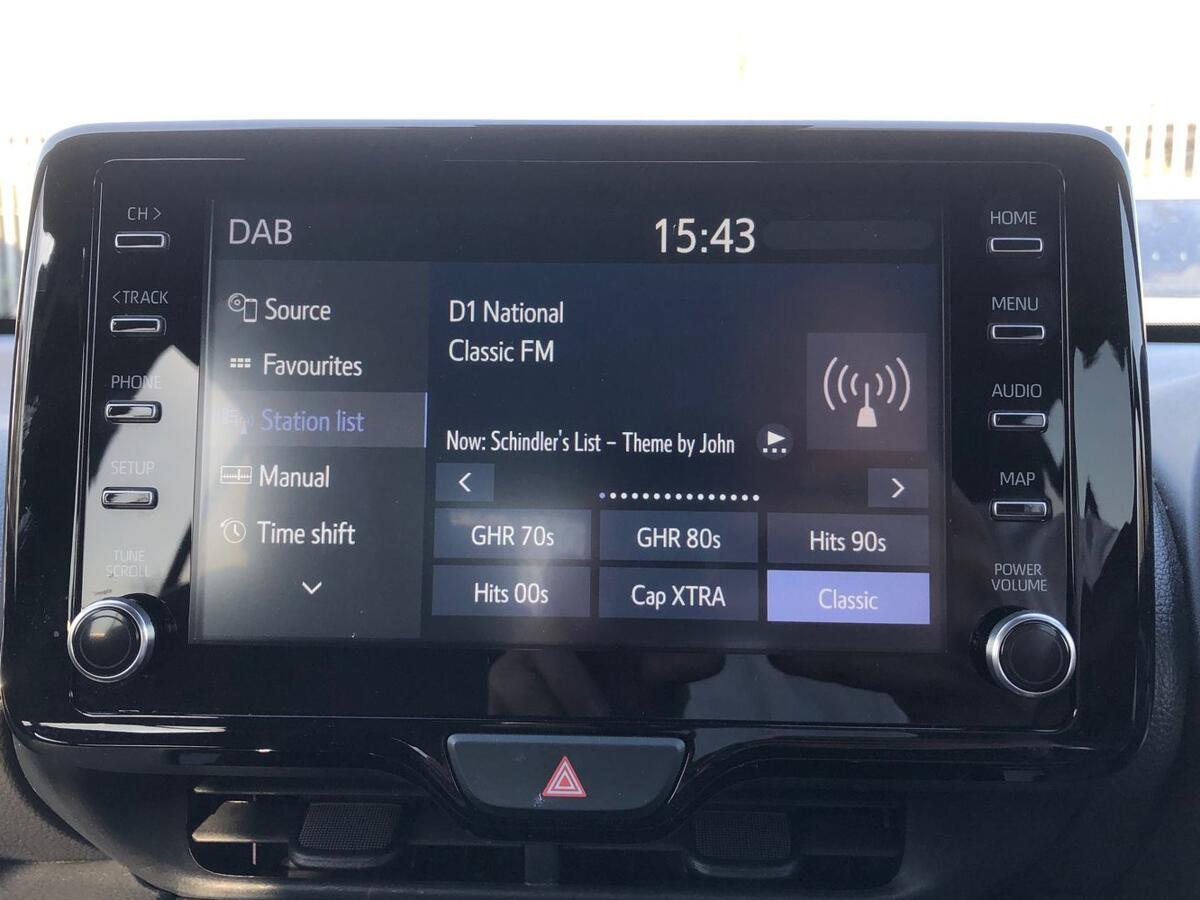 CH >
< TRACK
PHONE
SETUP
TUNE
SCROLL
DAB
15:43
Source
Favourites
Station list
Manual
Time shift
D1 National
Classic FM
Now: Schindler's List – Theme by John
GHR 70s
GHR 80s
Hits 90s
Hits 00s
Cap XTRA
Classic
HOME
MENU
AUDIO
MAP
POWER
VOLUME